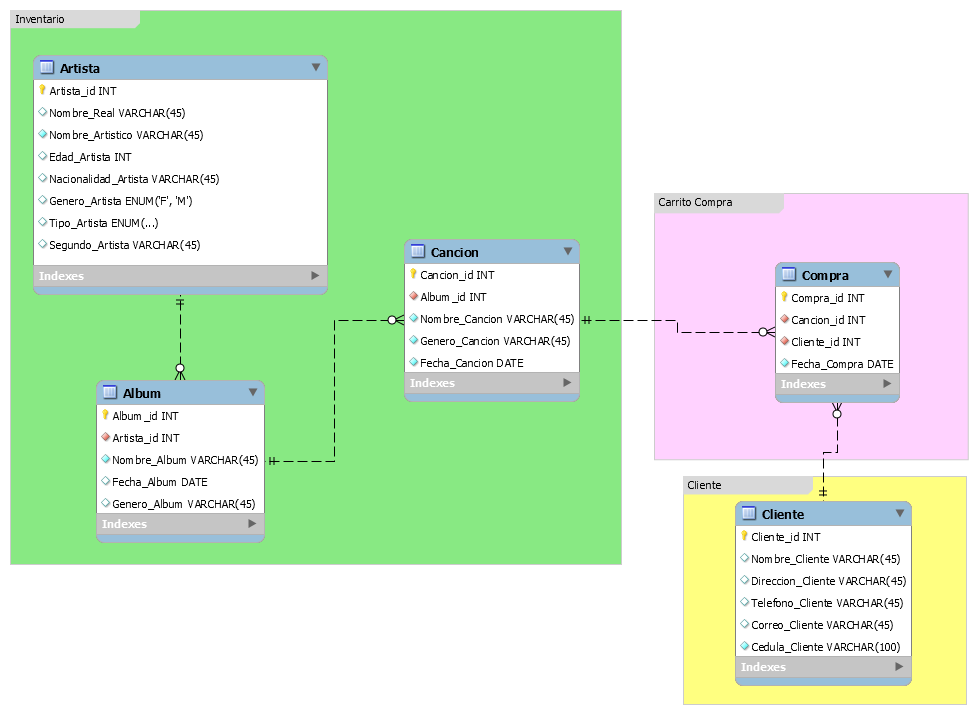 Inventario
Artista
Artista_id INT
Nombre_Real VARCHAR(45)
Nombre_Artistico VARCHAR(45)
Edad_Artista INT
Nacionalidad_Artista VARCHAR(45)
Genero_Artista ENUM('F', 'M')
Tipo_Artista ENUM(...)
Segundo_Artista VARCHAR(45)
Indexes
Album
Album_id INT
Artista_id INT
Nombre_Album VARCHAR(45)
Fecha_Album DATE
Genero_Album VARCHAR(45)
Indexes
Cancion
Cancion_id INT
Album_id INT
Nombre_Cancion VARCHAR(45)
Genero_Cancion VARCHAR(45)
Fecha_Cancion DATE
Indexes
Carrito Compra
Compra
Compra_id INT
Cancion_id INT
Cliente_id INT
Fecha_Compra DATE
Indexes
Cliente
Cliente
Cliente_id INT
Nombre_Cliente VARCHAR(45)
Direccion_Cliente VARCHAR(45)
Telefono_Cliente VARCHAR(45)
Correo_Cliente VARCHAR(45)
Cedula_Cliente VARCHAR(100)
Indexes